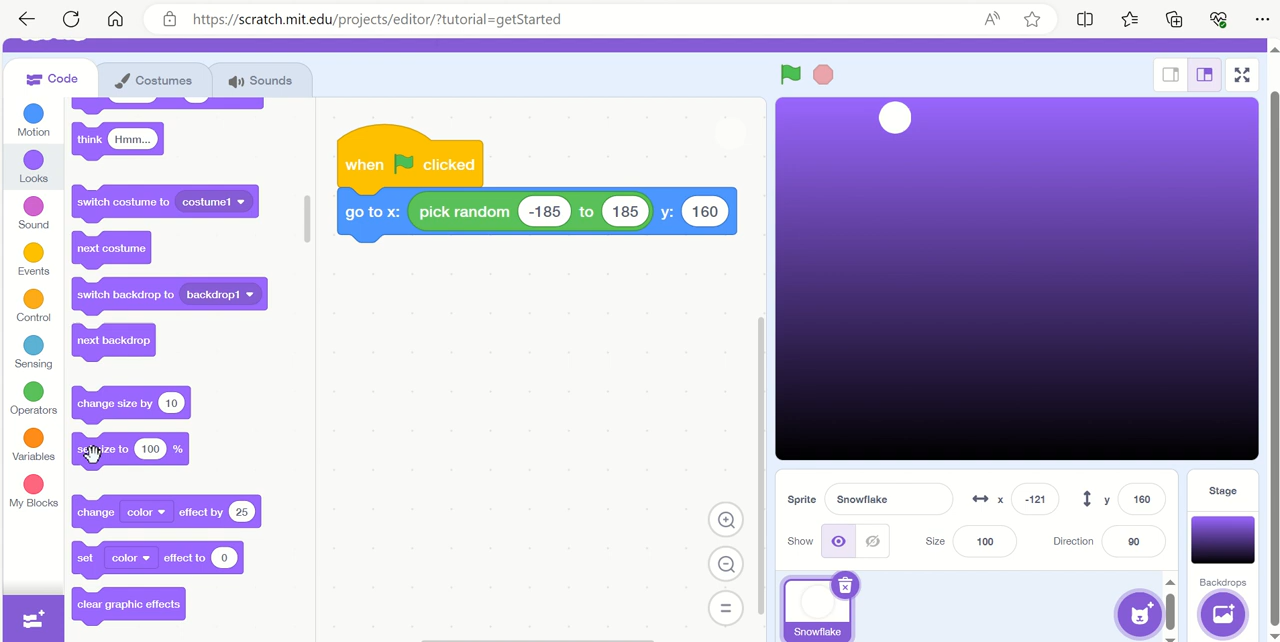 https://scratch.mit.edu/projects/editor/?tutorial=getStarted
Code Costumes Sounds
Motion
Looks
Sound
Events
Control
Sensing
Operators
Variables
My Blocks
think Hmm...
switch costume to costume1
next costume
switch backdrop to backdrop1
next backdrop
change size by 10
set size to 100 %
change color effect by 25
set color effect to 0
clear graphic effects
when clicked
go to x: pick random -185 to 185 y: 160
Sprite Snowflake x -121 y 160
Show Size 100 Direction 90
Snowflake
Stage
Backdrops